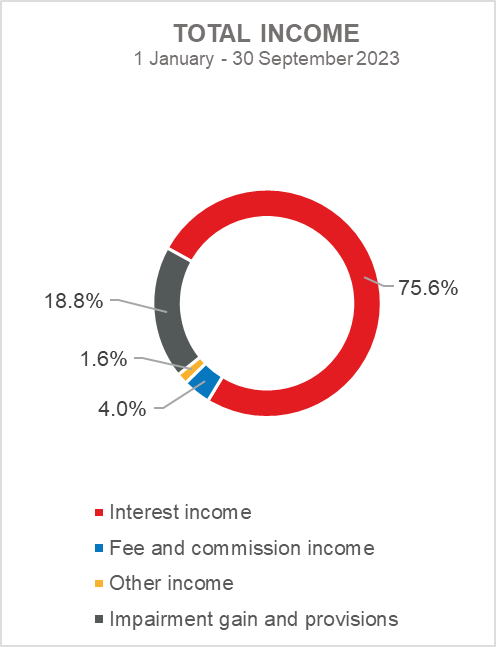 TOTAL INCOME
1 January - 30 September 2023
75.6%
18.8%
1.6%
4.0%
Interest income
Fee and commission income
Other income
Impairment gain and provisions